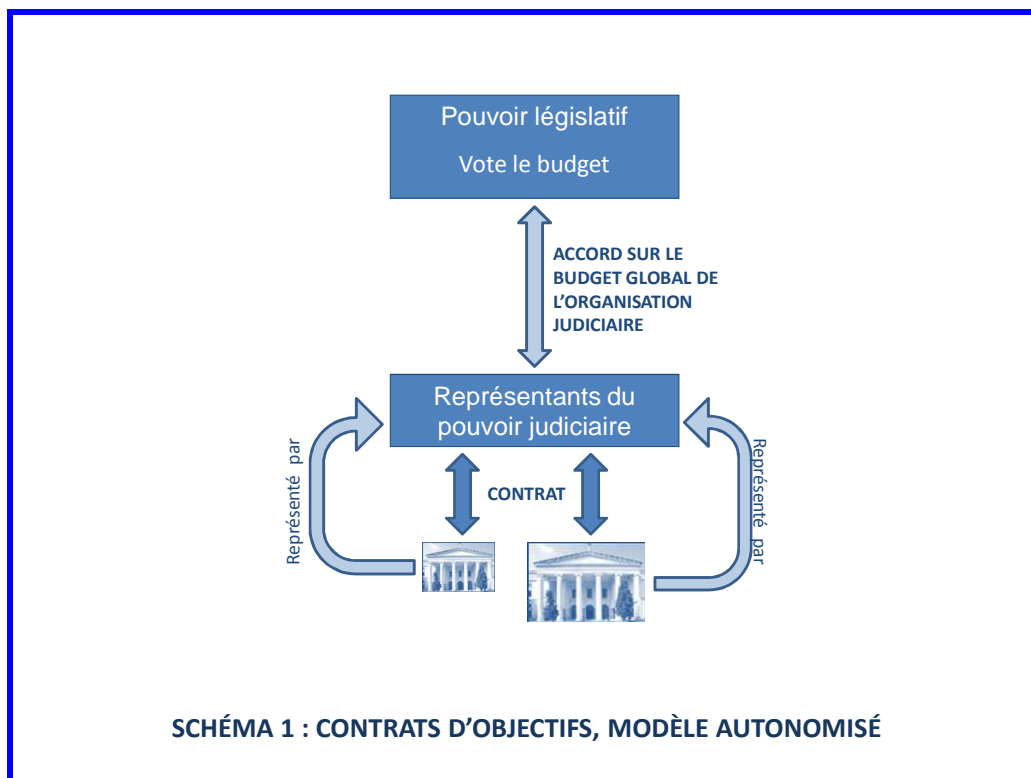 Pouvoir législatif
Vote le budget
ACCORD SUR LE
BUDGET GLOBAL DE
L’ORGANISATION
JUDICIAIRE
Représentants du
pouvoir judiciaire
Représenté par
CONTRAT
Représenté par
SCHÉMA 1 : CONTRATS D’OBJECTIFS, MODÈLE AUTONOMISÉ